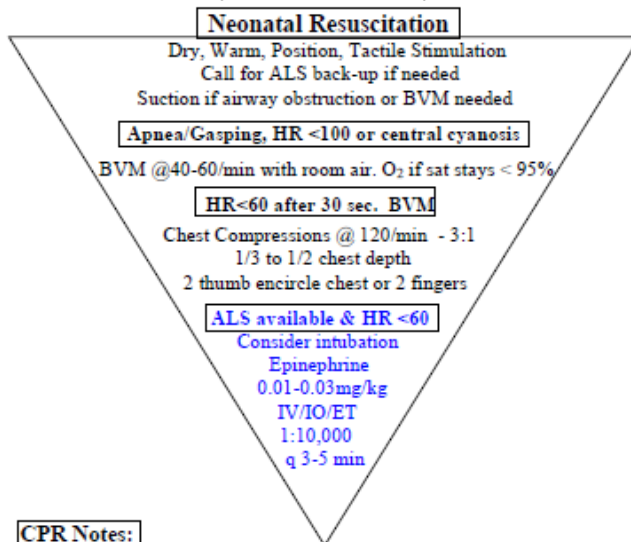 Neonatal Resuscitation
Dry, Warm, Position, Tactile Stimulation
Call for ALS back-up if needed
Suction if airway obstruction or BVM needed
Apnea/Gasping, HR <100 or central cyanosis
BVM @40-60/min with room air. O₂ if sat stays < 95%
HR<60 after 30 sec. BVM
Chest Compressions @ 120/min - 3:1
1/3 to 1/2 chest depth
2 thumb encircle chest or 2 fingers
ALS available & HR <60
Consider intubation
Epinephrine
0.01-0.03mg/kg
IV/IO/ET
1:10,000
q 3-5 min
CPR Notes: